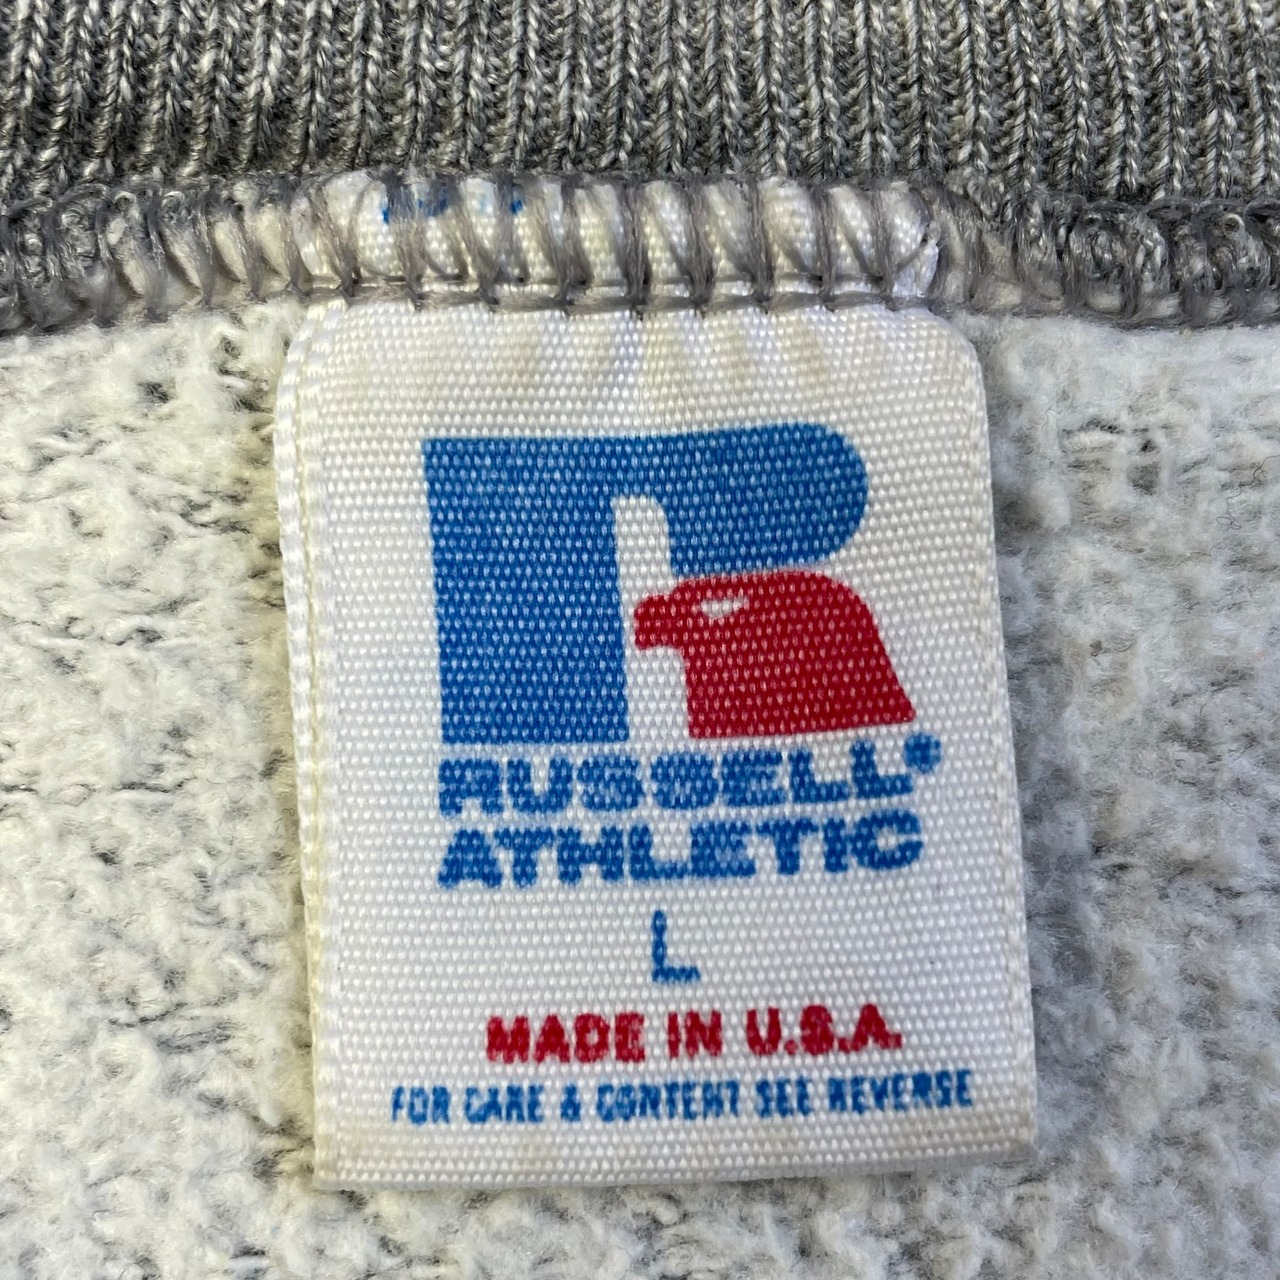 RUSSELL®
ATHLETIC
L
MADE IN U.S.A.
FOR CARE & CONTENT SEE REVERSE